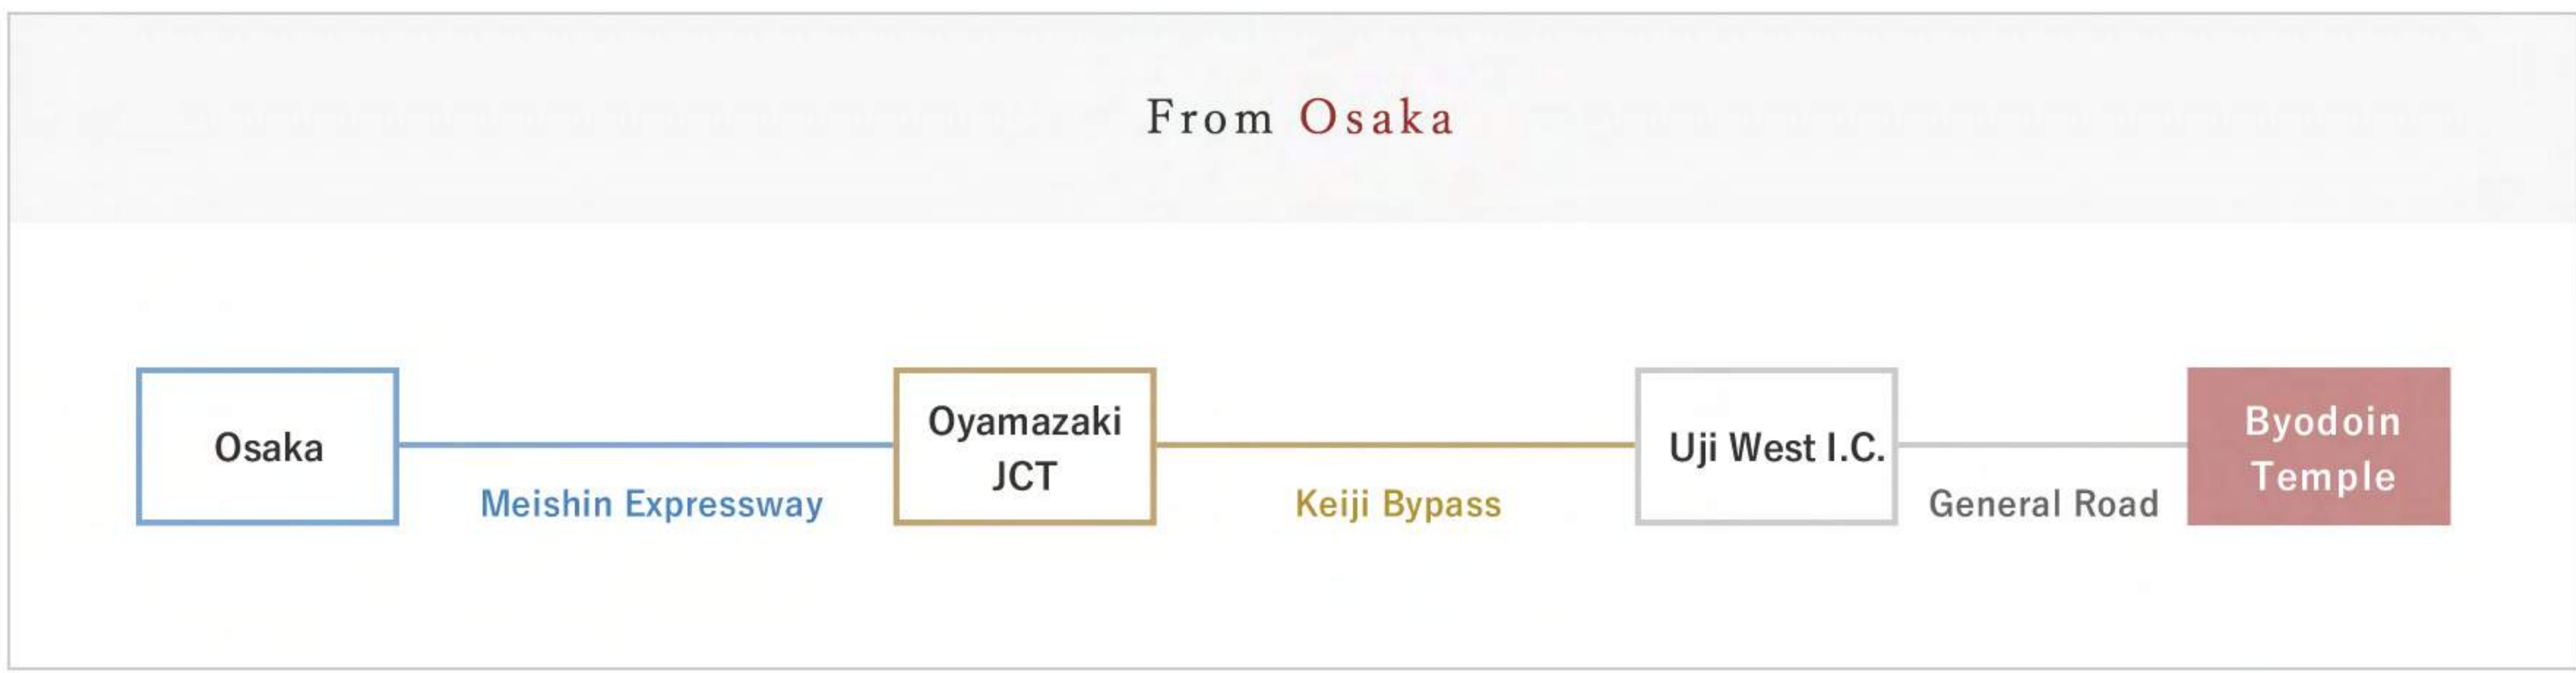 From Osaka
Osaka
Meishin Expressway
Oyamazaki
JCT
Keiji Bypass
Uji West I.C.
General Road
Byodoin
Temple